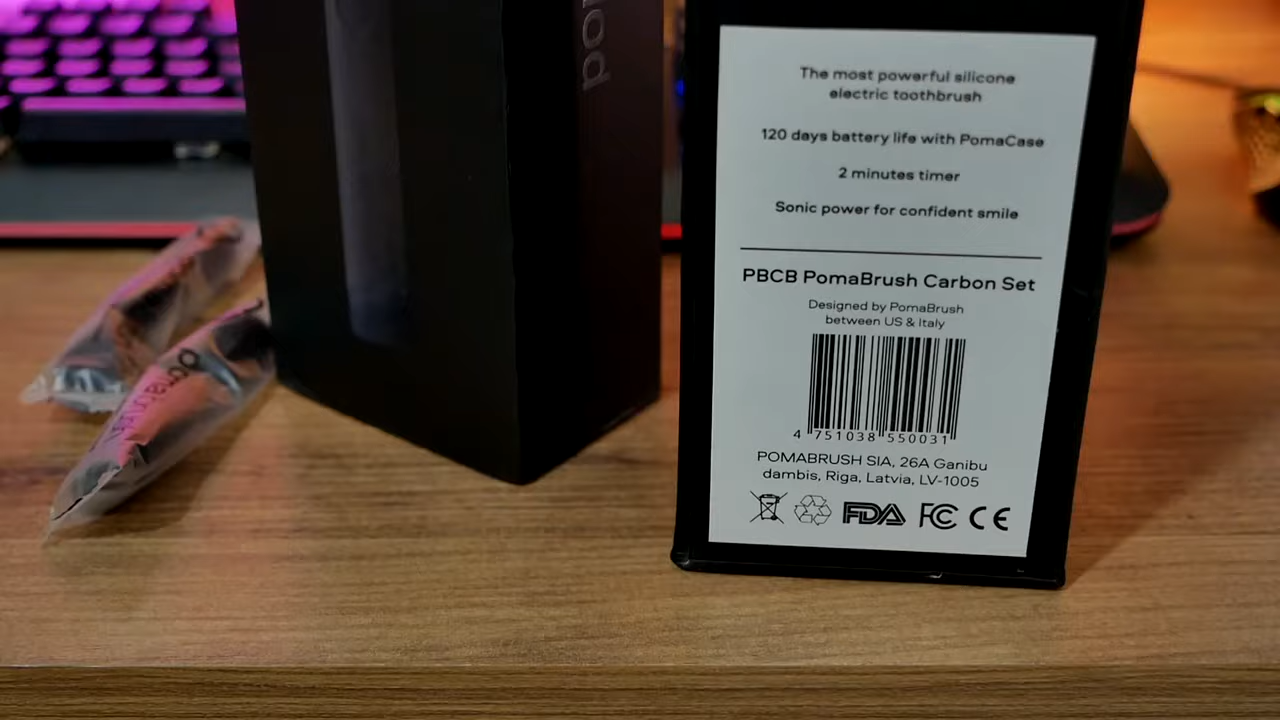 The most powerful silicone
electric toothbrush
120 days battery life with PomaCase
2 minutes timer
Sonic power for confident smile
PBCB PomaBrush Carbon Set
Designed by PomaBrush
between US & Italy
4 751038 550031
POMABRUSH SIA, 26A Ganibu
dambis, Riga, Latvia, LV-1005
FDA FC CE